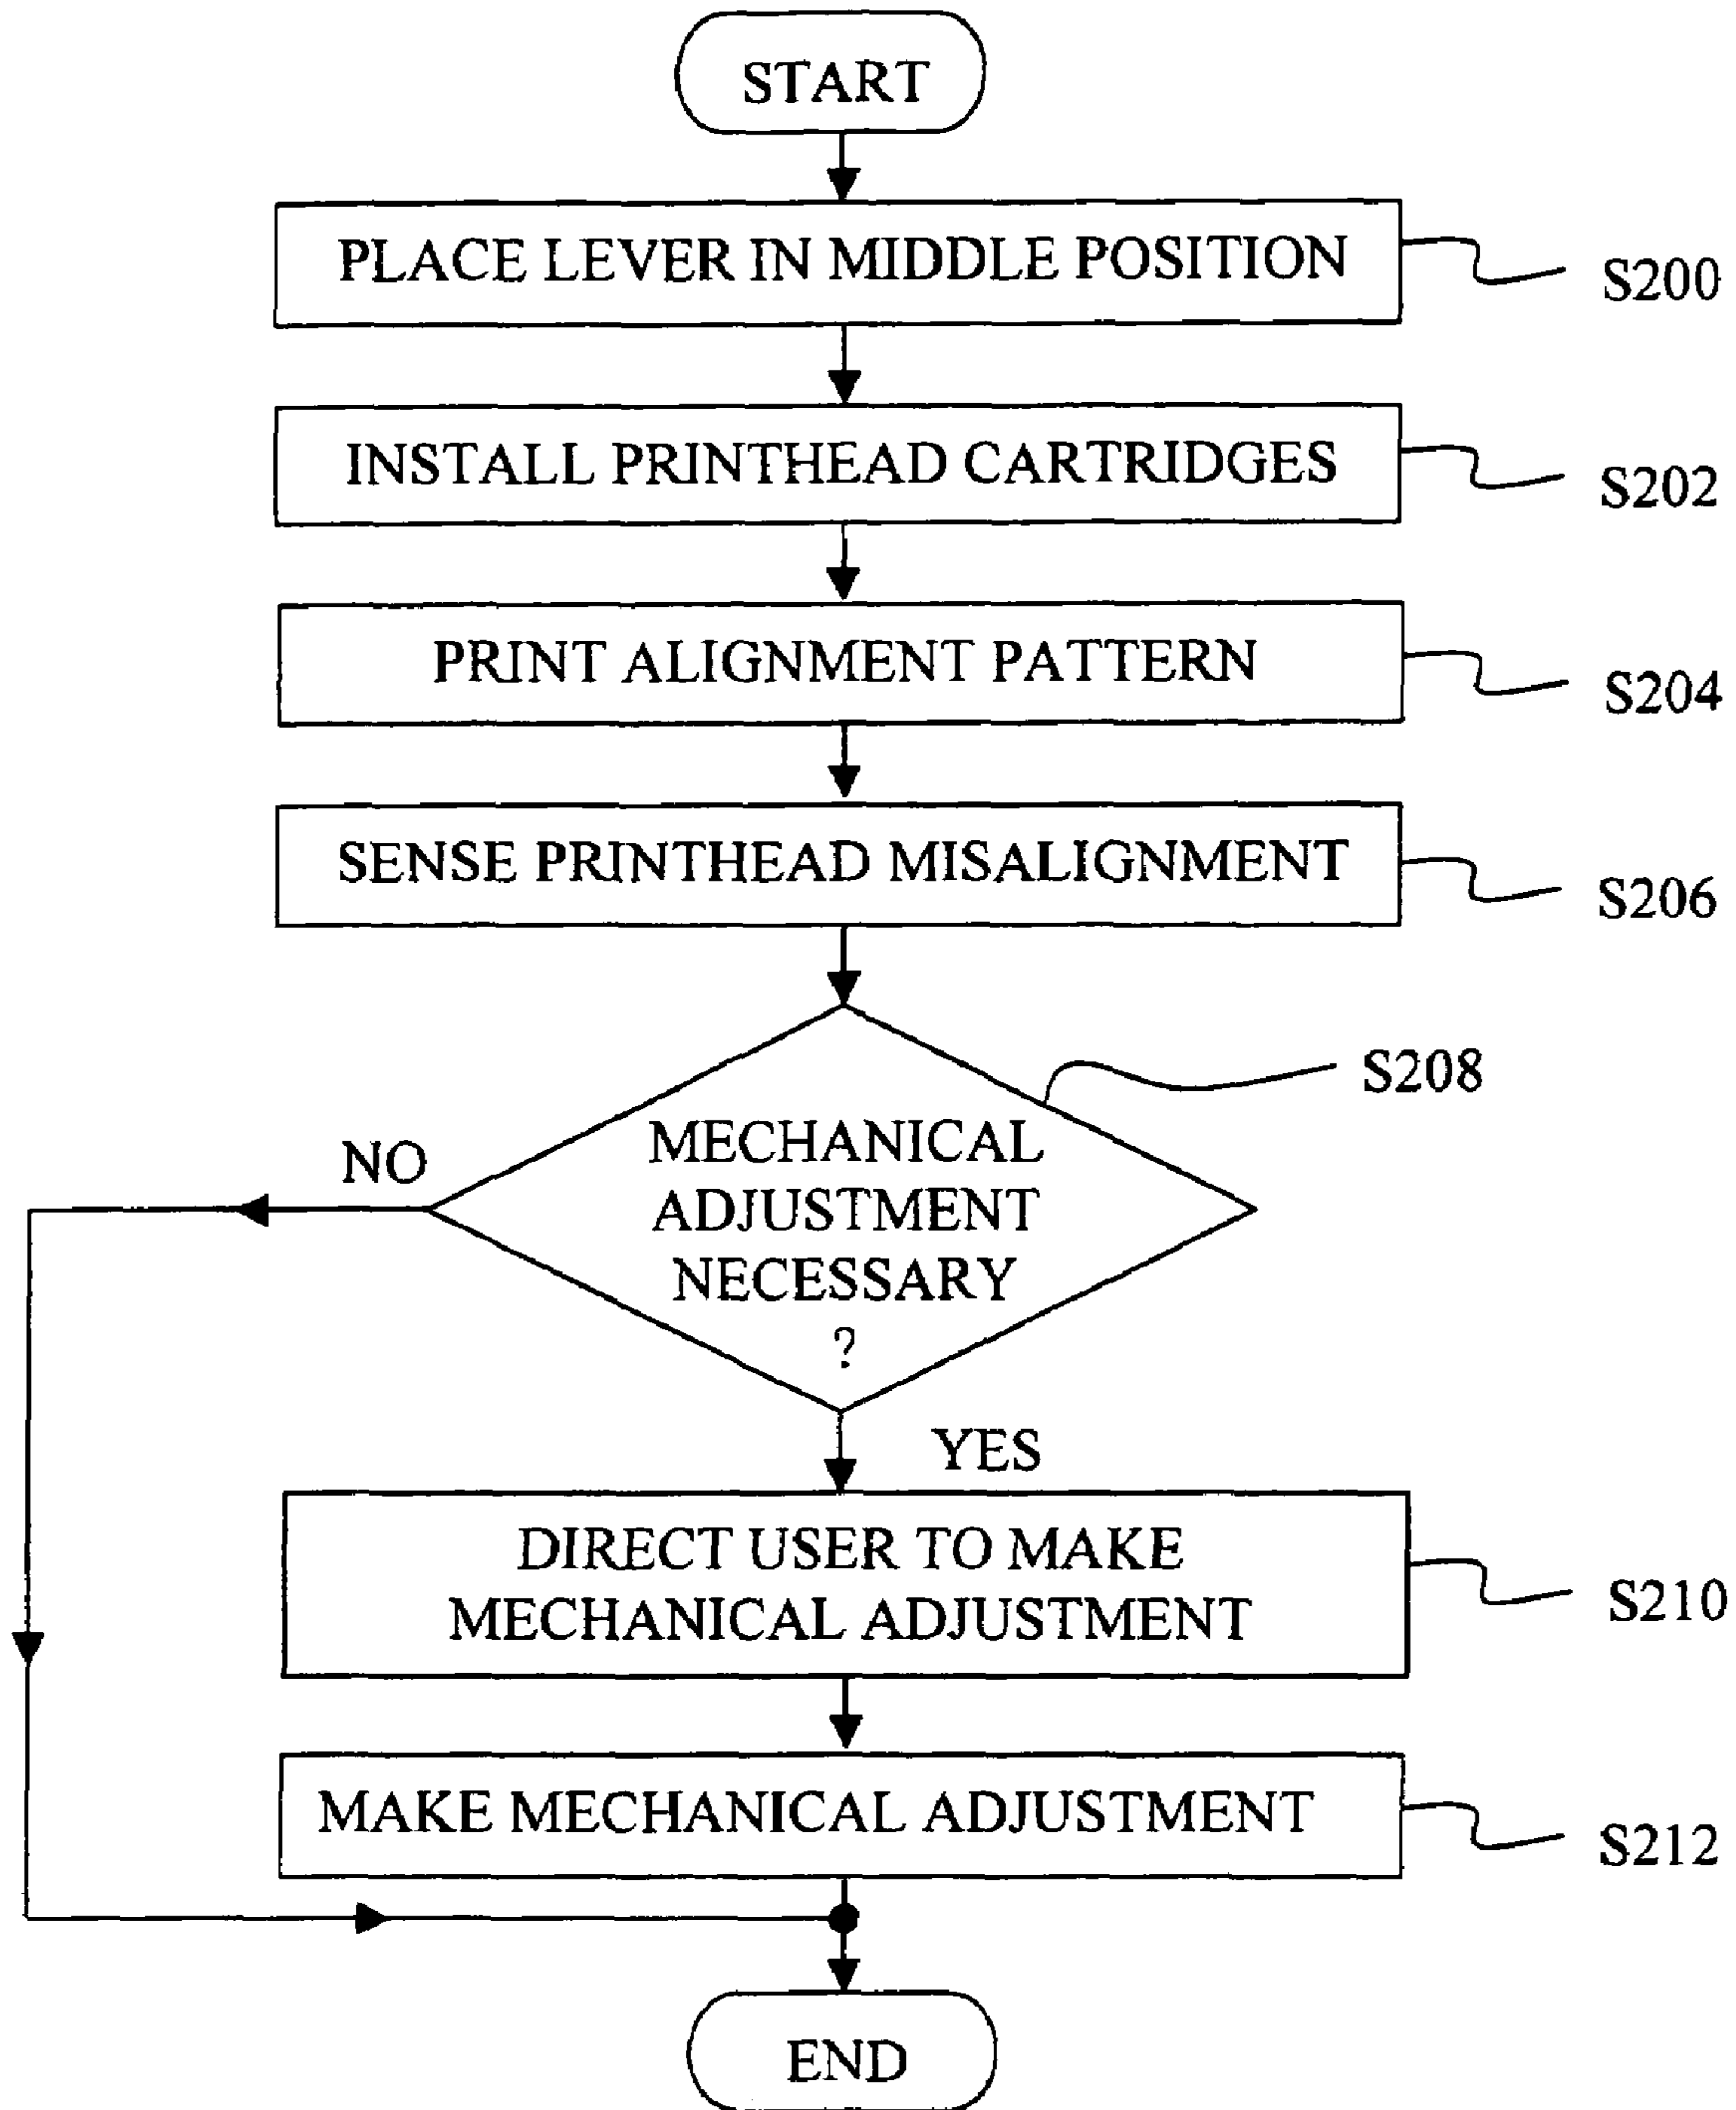 START
PLACE LEVER IN MIDDLE POSITION
S200
INSTALL PRINTHEAD CARTRIDGES
S202
PRINT ALIGNMENT PATTERN
S204
SENSE PRINTHEAD MISALIGNMENT
S206
S208
MECHANICAL
ADJUSTMENT
NECESSARY
?
NO
YES
DIRECT USER TO MAKE
MECHANICAL ADJUSTMENT
S210
MAKE MECHANICAL ADJUSTMENT
S212
END